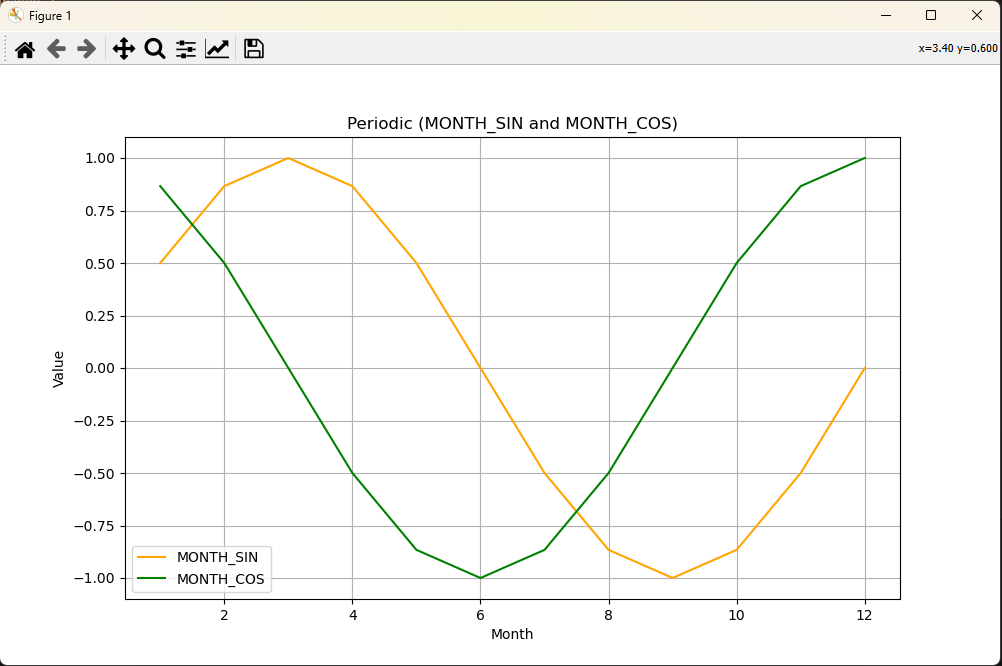 Figure 1
x=3.40 y=0.600
Periodic (MONTH_SIN and MONTH_COS)
1.00
0.75
0.50
0.25
0.00
−0.25
−0.50
−0.75
−1.00
Value
MONTH_SIN
MONTH_COS
2 4 6 8 10 12
Month